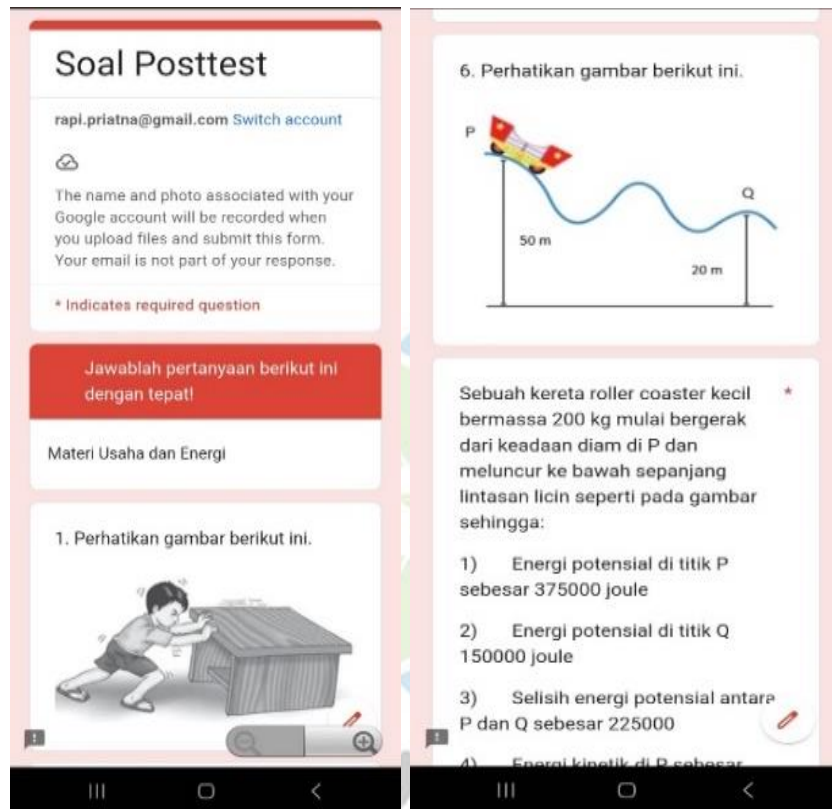 Soal Posttest
rapi.priatna@gmail.com Switch account
The name and photo associated with your
Google account will be recorded when
you upload files and submit this form.
Your email is not part of your response.
* Indicates required question
Jawablah pertanyaan berikut ini
dengan tepat!
Materi Usaha dan Energi
1. Perhatikan gambar berikut ini.
6. Perhatikan gambar berikut ini.
P
Q
50 m
20 m
Sebuah kereta roller coaster kecil *
bermassa 200 kg mulai bergerak
dari keadaan diam di P dan
meluncur ke bawah sepanjang
lintasan licin seperti pada gambar
sehingga:
1) Energi potensial di titik P
sebesar 375000 joule
2) Energi potensial di titik Q
150000 joule
3) Selisih energi potensial antara
P dan Q sebesar 225000
4) Energi kinetik di P sebesar